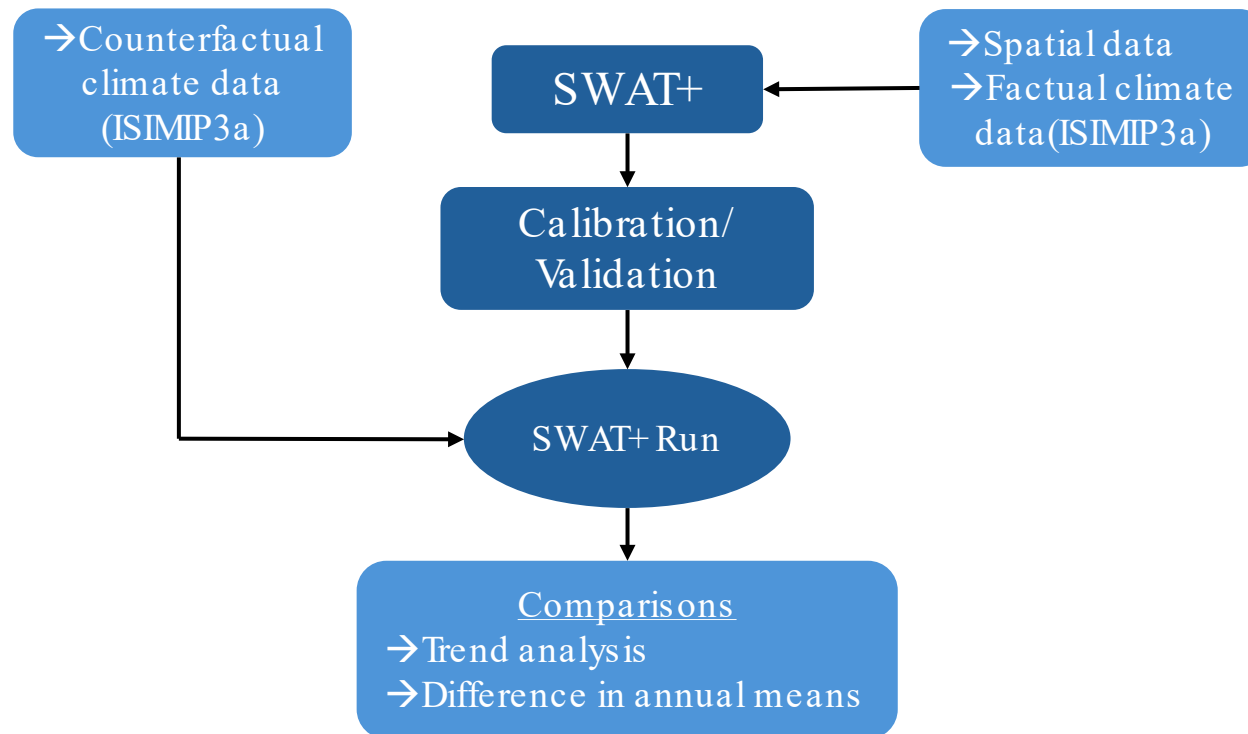 →Counterfactual
climate data
(ISIMIP3a)
SWAT+
→Spatial data
→Factual climate
data(ISIMIP3a)
Calibration/
Validation
SWAT+ Run
Comparisons
→Trend analysis
→Difference in annual means